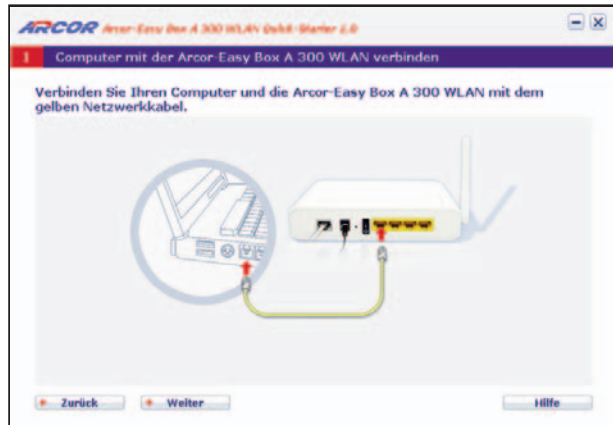 ARCOR Arcor-Easy Box A 300 WLAN Quick-Starter 1.0
1 Computer mit der Arcor-Easy Box A 300 WLAN verbinden
Verbinden Sie Ihren Computer und die Arcor-Easy Box A 300 WLAN mit dem
gelben Netzwerkkabel.
Zurück Weiter Hilfe